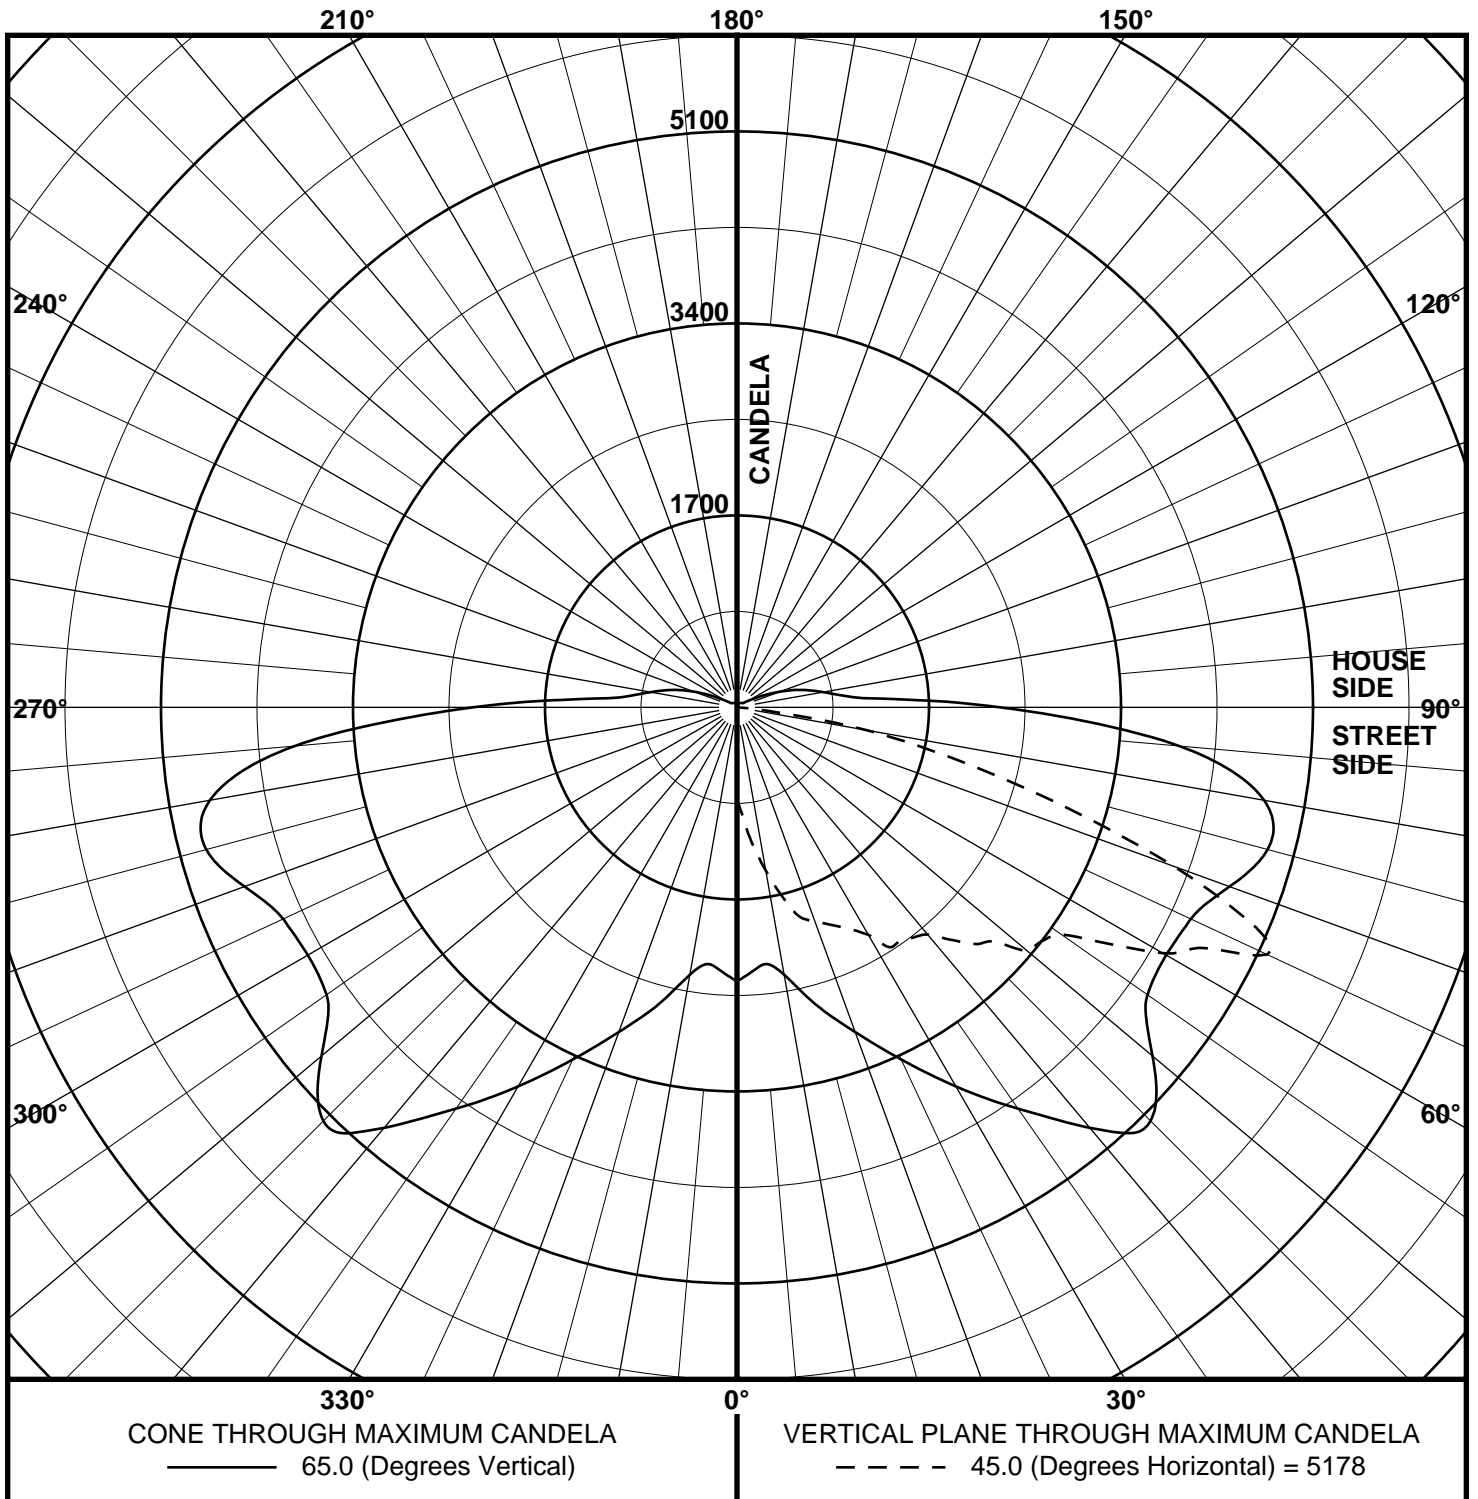 210°
180°
150°
5100
240°
120°
3400
CANDELA
1700
HOUSE
SIDE
270°
90°
STREET
SIDE
300°
60°
330°
0°
30°
CONE THROUGH MAXIMUM CANDELA
65.0 (Degrees Vertical)
VERTICAL PLANE THROUGH MAXIMUM CANDELA
45.0 (Degrees Horizontal) = 5178